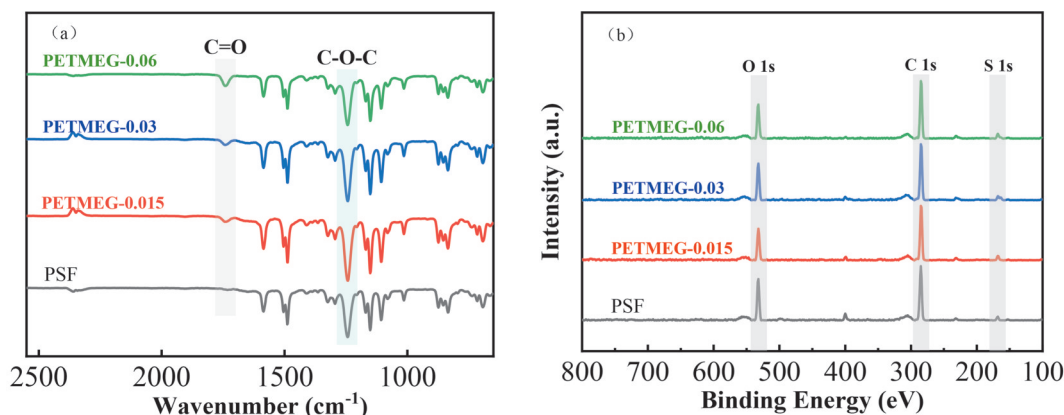 (a)
C=O
C-O-C
PETMEG-0.06
PETMEG-0.03
PETMEG-0.015
PSF
2500 2000 1500 1000
Wavenumber (cm-1)
(b)
O 1s
C 1s
S 1s
PETMEG-0.06
PETMEG-0.03
PETMEG-0.015
PSF
Intensity (a.u.)
800 700 600 500 400 300 200 100
Binding Energy (eV)